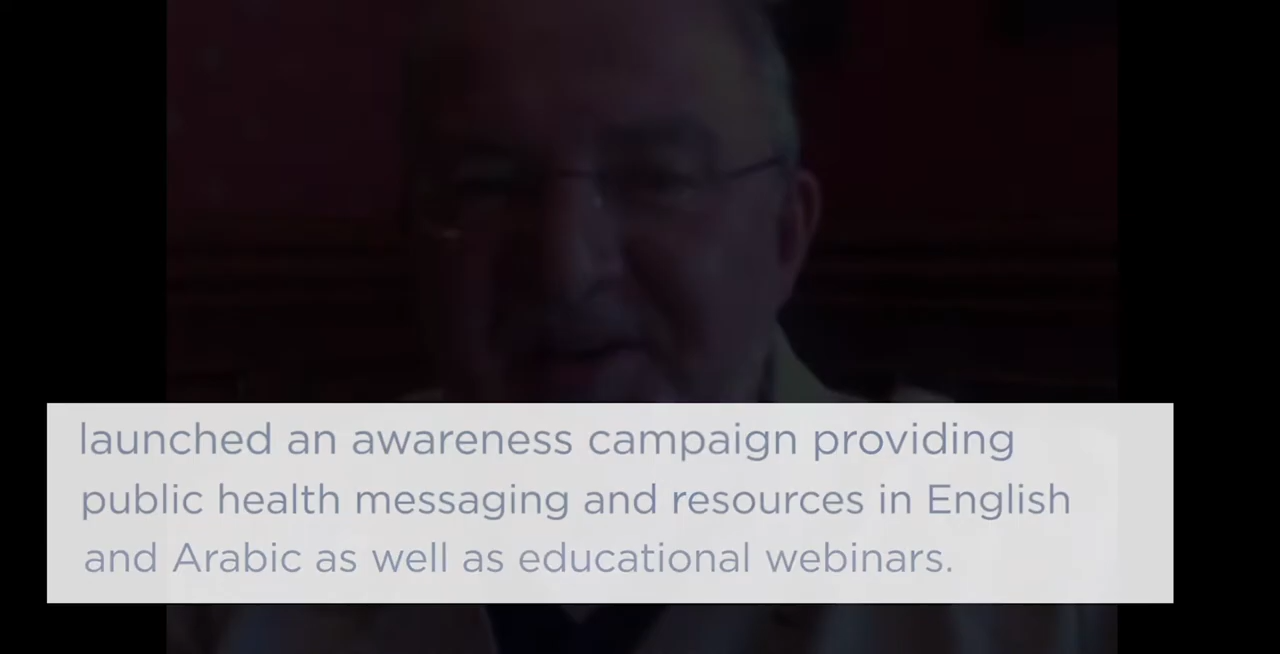 launched an awareness campaign providing
public health messaging and resources in English
and Arabic as well as educational webinars.